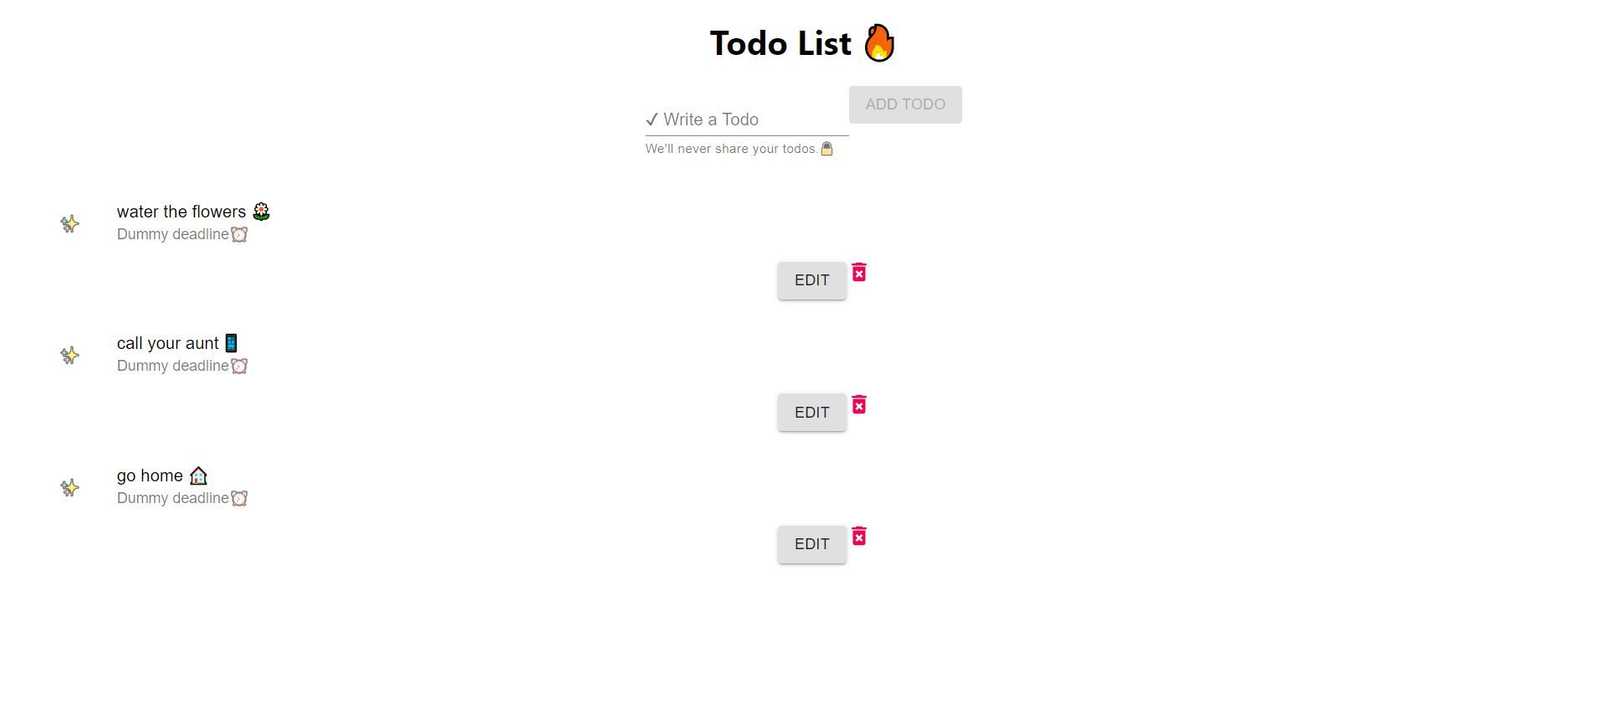 Todo List 🔥
ADD TODO
✓ Write a Todo
We'll never share your todos.🔒
water the flowers 🌼
Dummy deadline⏰
EDIT
call your aunt 📱
Dummy deadline⏰
EDIT
go home 🏠
Dummy deadline⏰
EDIT